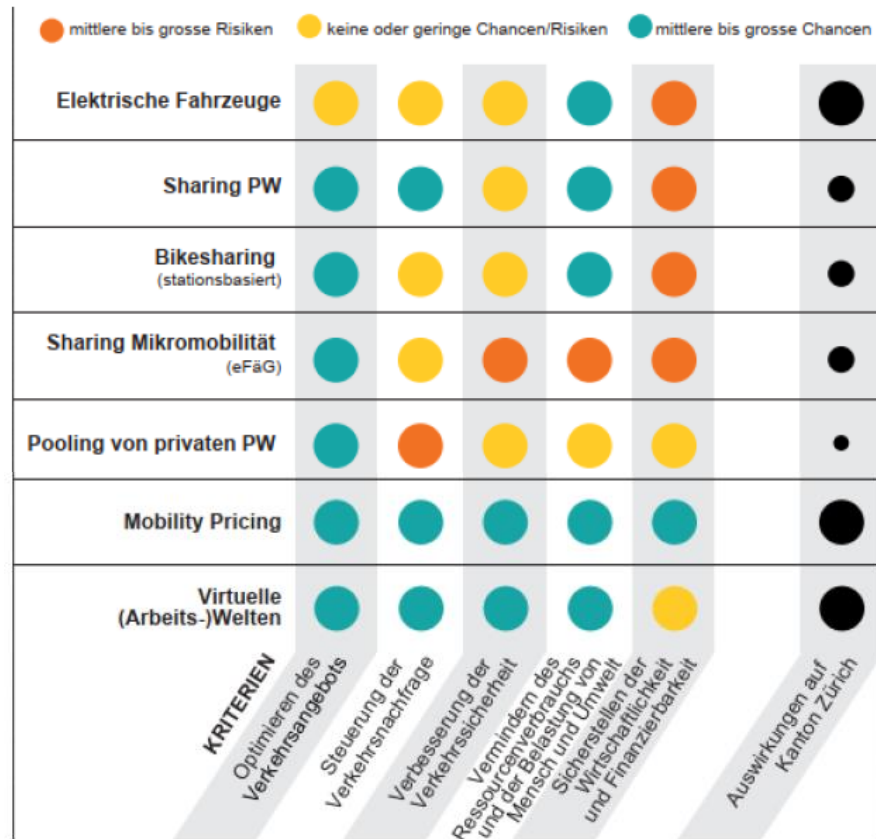 mittlere bis grosse Risiken
keine oder geringe Chancen/Risiken
mittlere bis grosse Chancen
Elektrische Fahrzeuge
Sharing PW
Bikesharing
(stationsbasiert)
Sharing Mikromobilität
(eFäG)
Pooling von privaten PW
Mobility Pricing
Virtuelle
(Arbeits-)Welten
KRITERIEN
Optimieren des
Verkehrsangebots
Steuerung der
Verkehrsnachfrage
Verbesserung der
Verkehrssicherheit
Vermindern des
Ressourcenverbrauchs
und der Belastung von
Mensch und Umwelt
Sicherstellen der
Wirtschaftlichkeit
und Finanzierbarkeit
Auswirkungen auf
Kanton Zürich